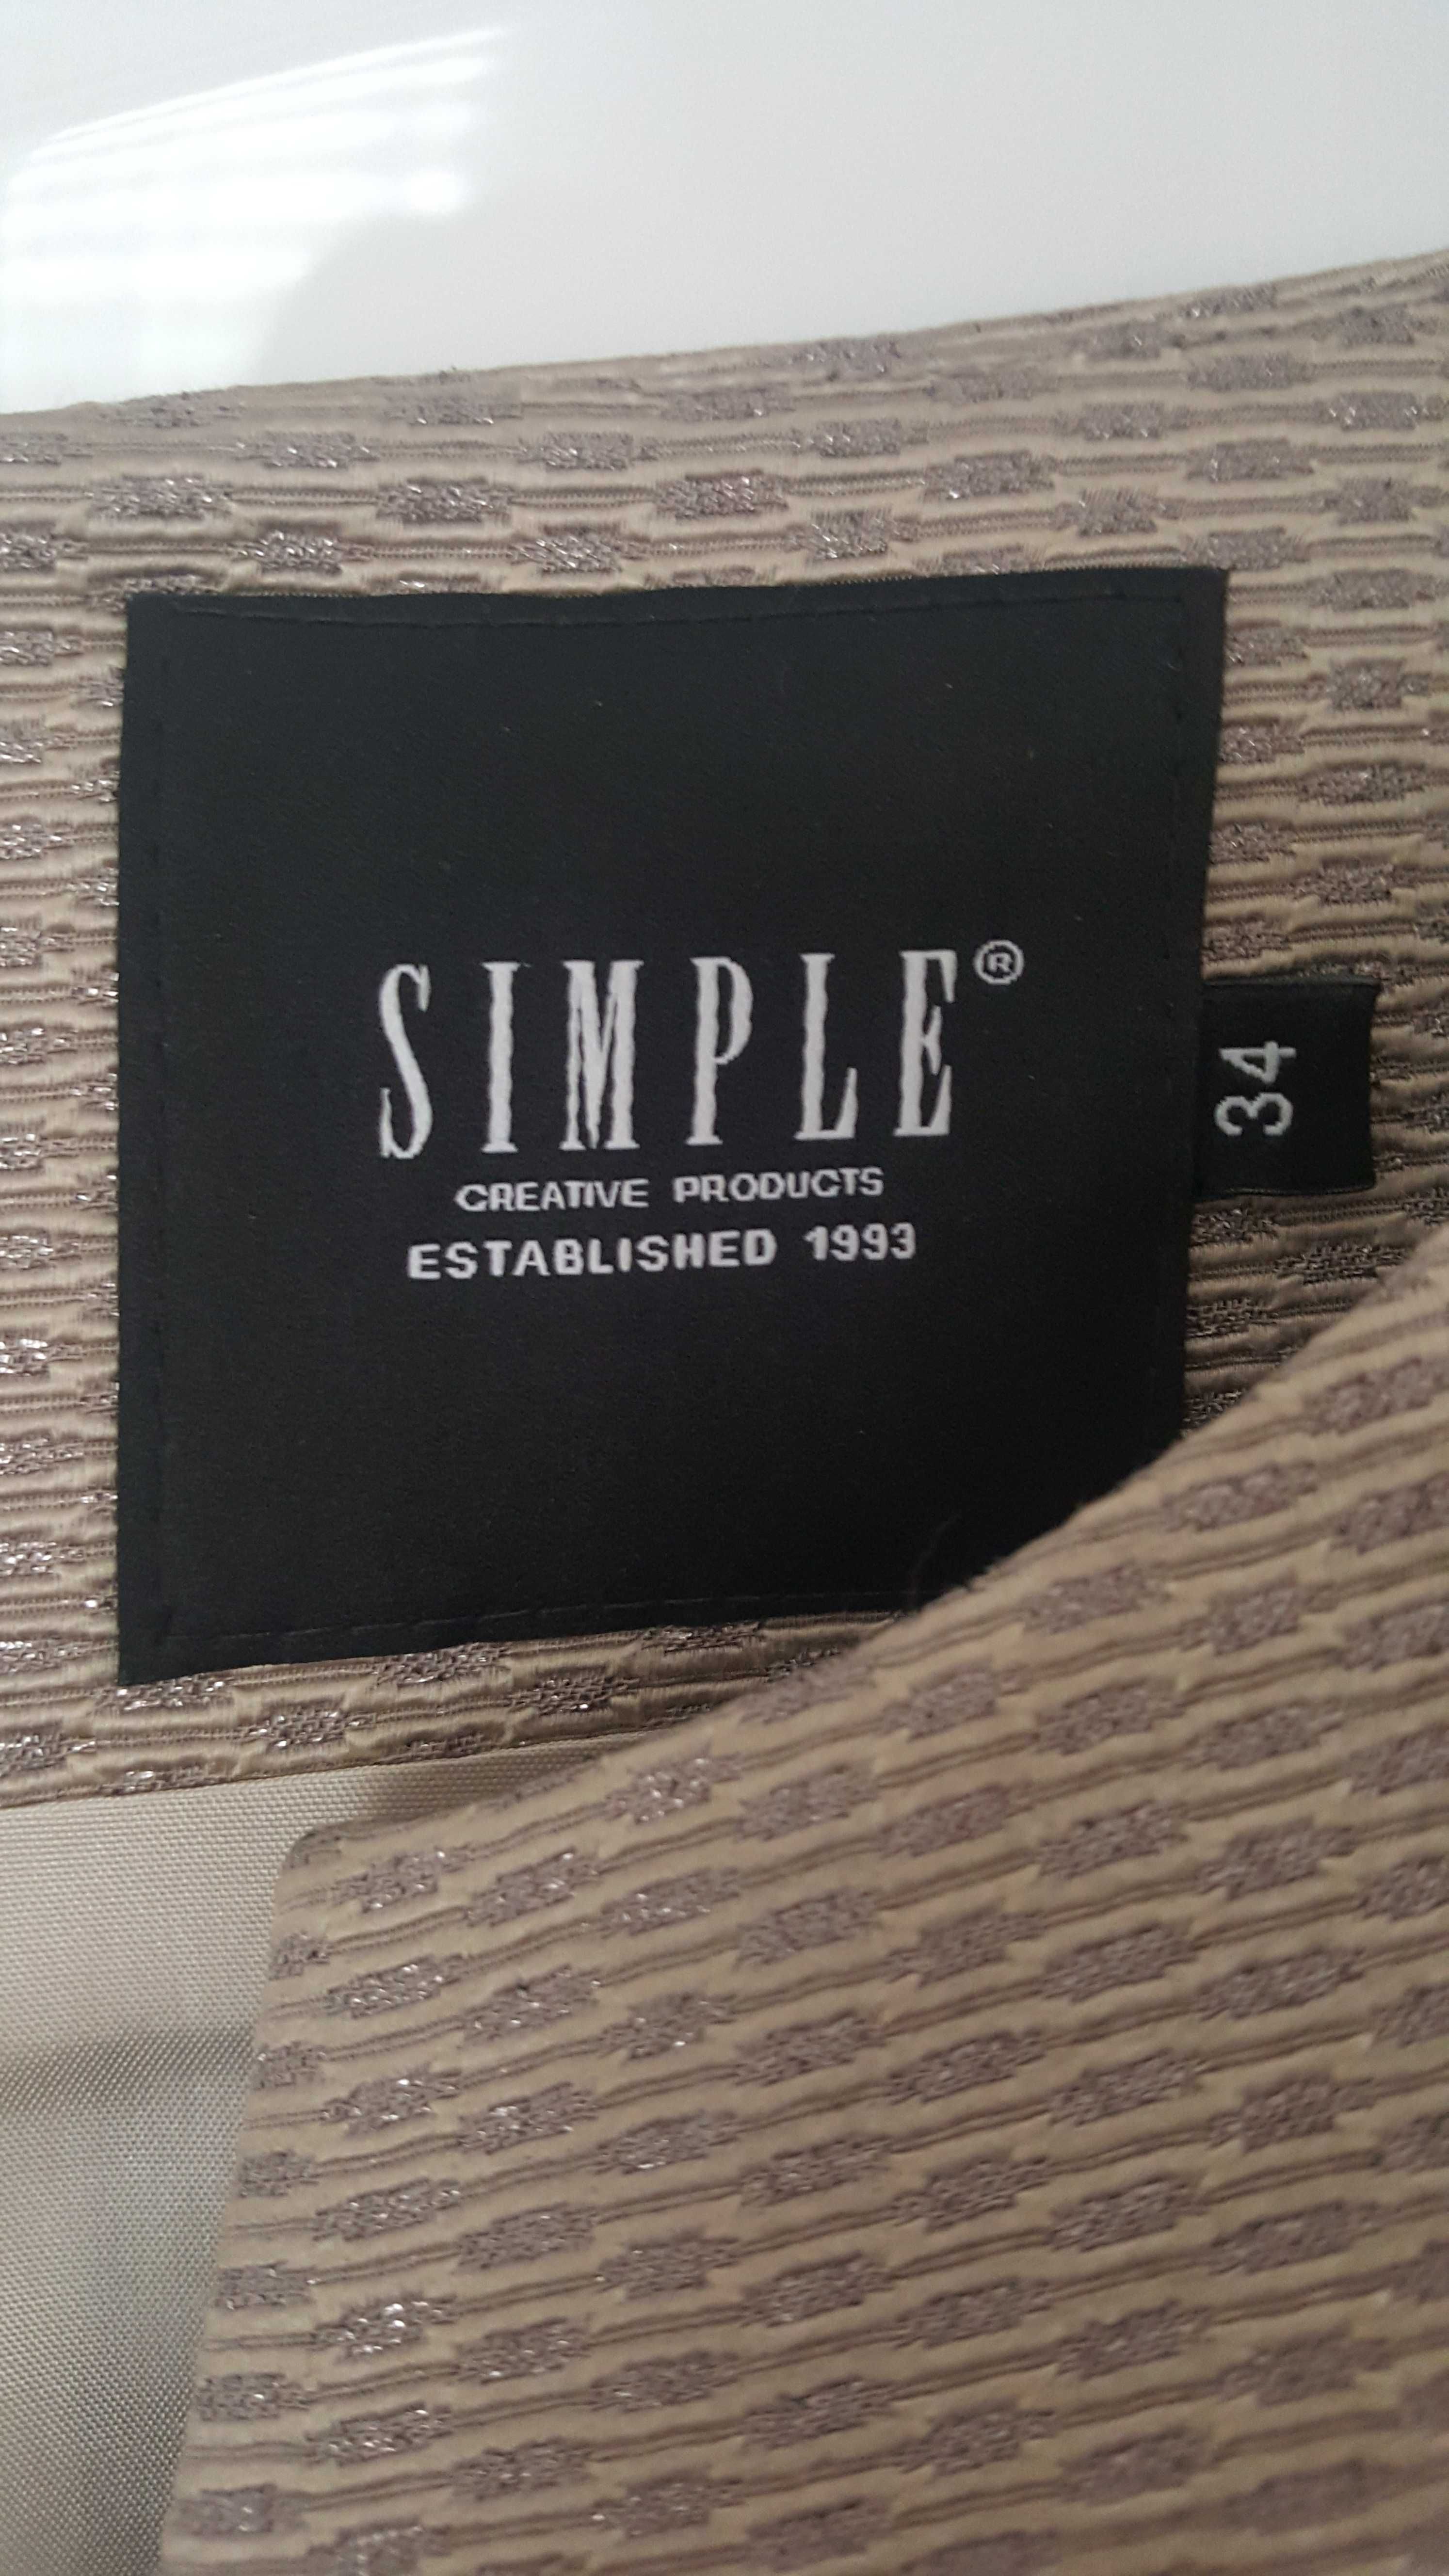 SIMPLE®
CREATIVE PRODUCTS
ESTABLISHED 1993
34